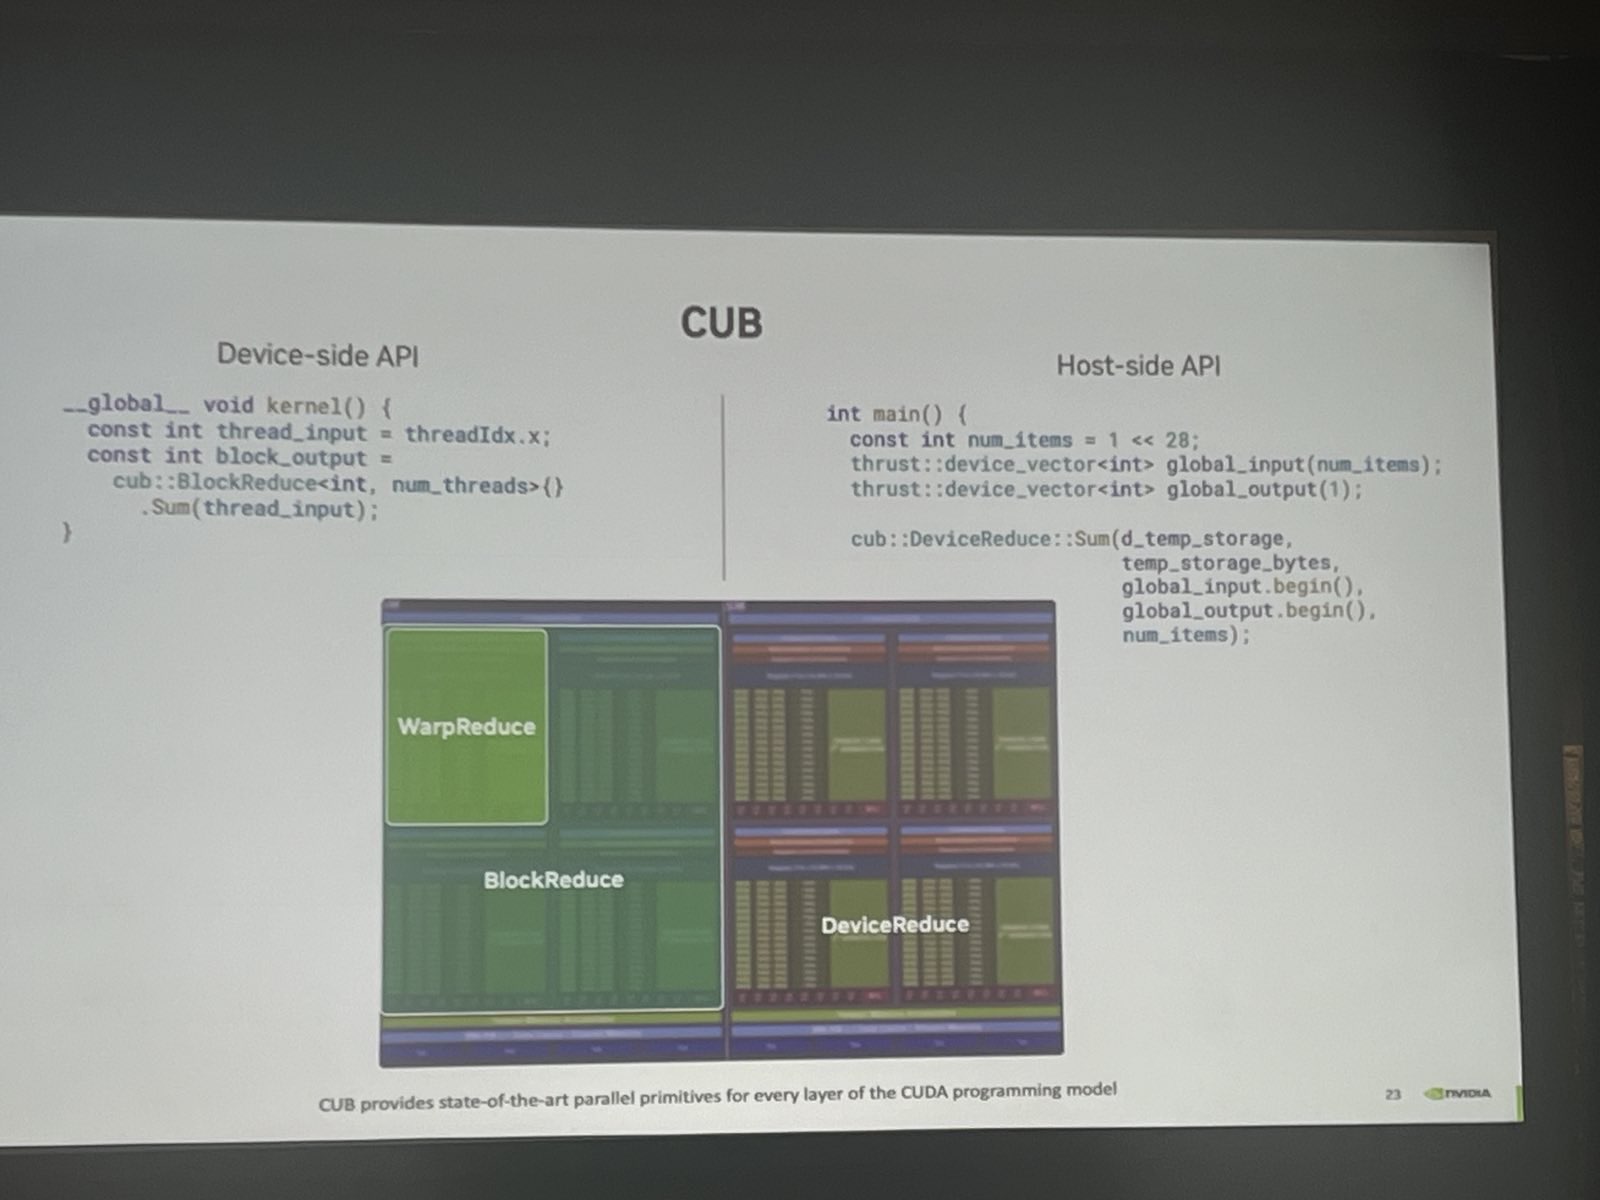 CUB
Device-side API
__global__ void kernel() {
  const int thread_input = threadIdx.x;
  const int block_output =
    cub::BlockReduce<int, num_threads>{}
      .Sum(thread_input);
}
Host-side API
int main() {
  const int num_items = 1 << 28;
  thrust::device_vector<int> global_input(num_items);
  thrust::device_vector<int> global_output(1);
  cub::DeviceReduce::Sum(d_temp_storage,
                         temp_storage_bytes,
                         global_input.begin(),
                         global_output.begin(),
                         num_items);
WarpReduce
BlockReduce
DeviceReduce
CUB provides state-of-the-art parallel primitives for every layer of the CUDA programming model
23
NVIDIA